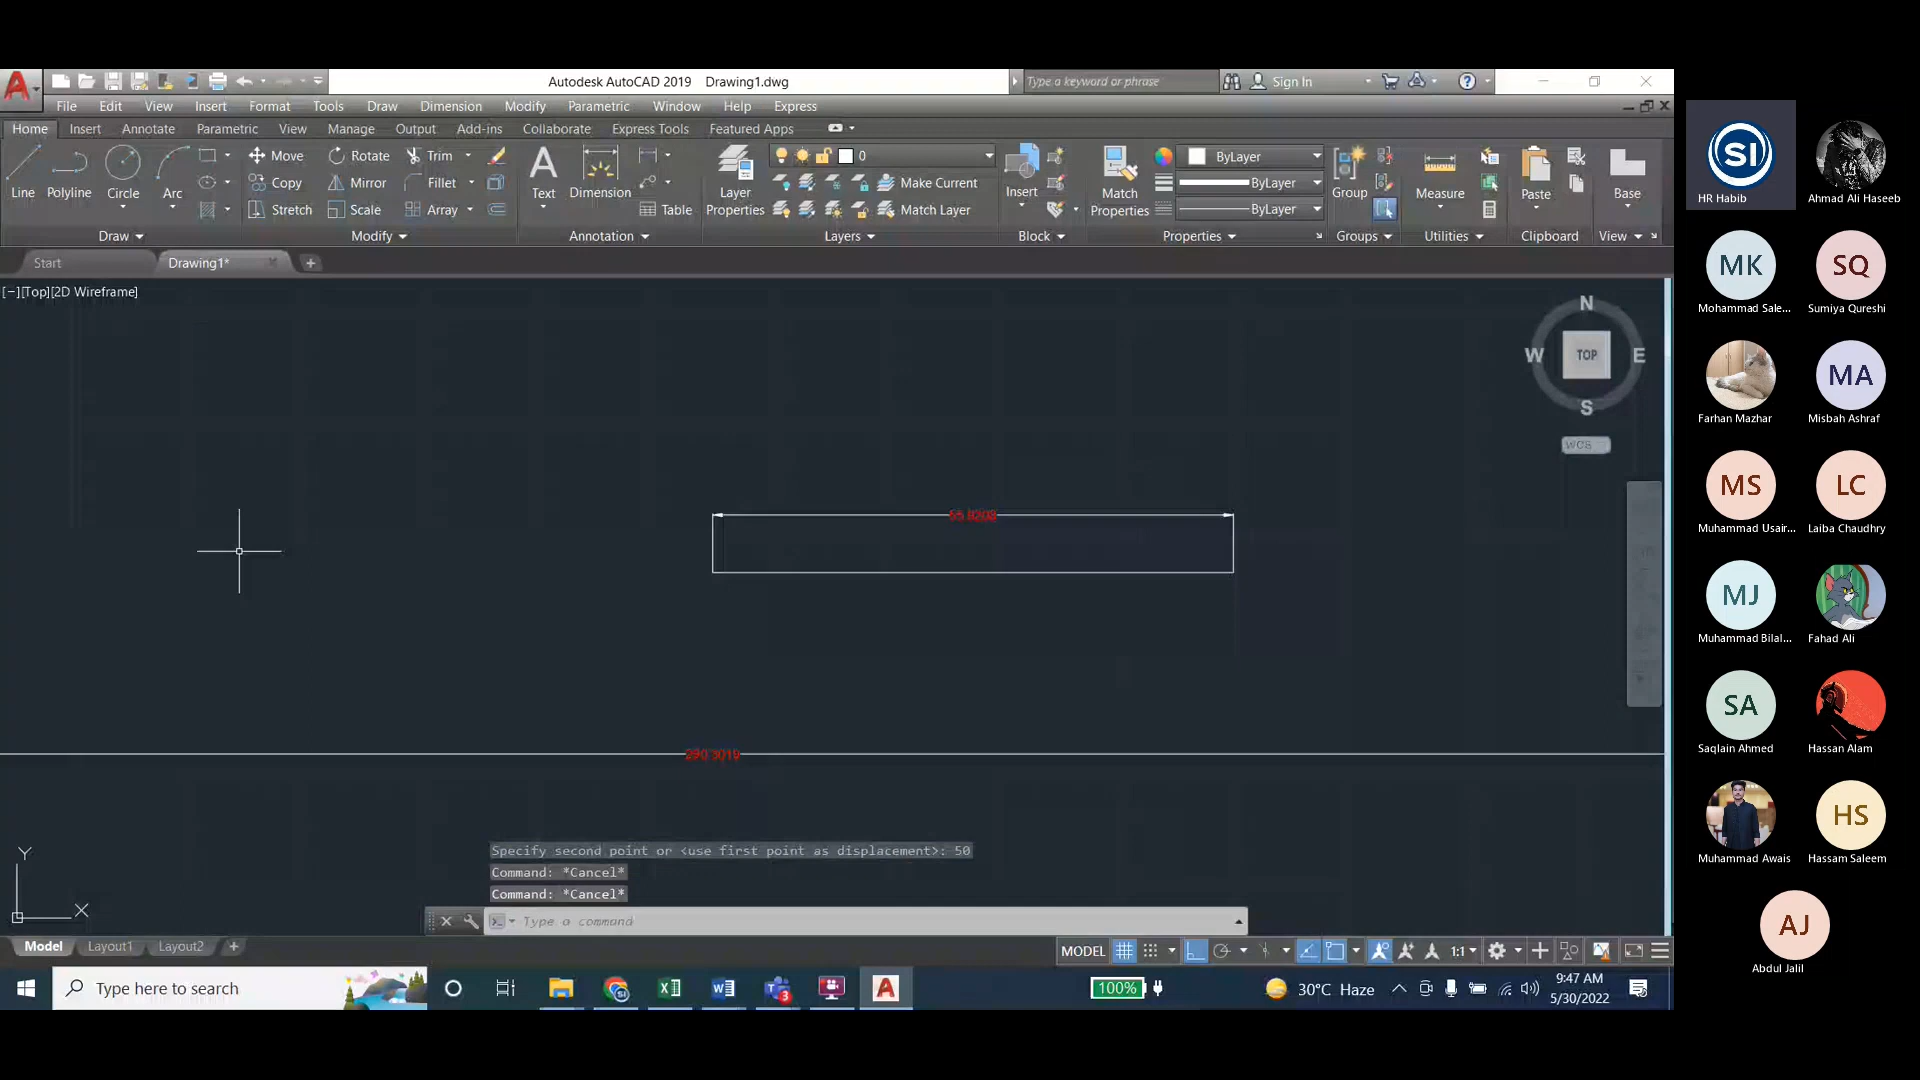 Autodesk AutoCAD 2019 Drawing1.dwg
Type a keyword or phrase
Sign In
File Edit View Insert Format Tools Draw Dimension Modify Parametric Window Help Express
Home Insert Annotate Parametric View Manage Output Add-ins Collaborate Express Tools Featured Apps
Line Polyline Circle Arc
Move Rotate Trim
Copy Mirror Fillet
Stretch Scale Array
Text Dimension Table
Layer Properties
0
Make Current
Match Layer
Insert
Match Properties
ByLayer
ByLayer
ByLayer
Group
Measure
Paste
Base
Draw Modify Annotation Layers Block Properties Groups Utilities Clipboard View
Start Drawing1*
[−][Top][2D Wireframe]
N
W TOP E
S
WCS
290.3019
Specify second point or <use first point as displacement>: 50
Command: *Cancel*
Command: *Cancel*
Type a command
Y
X
Model Layout1 Layout2
MODEL 1:1
Type here to search
3
100%
30°C Haze
9:47 AM
5/30/2022
SI
HR Habib
Ahmad Ali Haseeb
MK
Mohammad Sale...
SQ
Sumiya Qureshi
Farhan Mazhar
MA
Misbah Ashraf
MS
Muhammad Usair...
LC
Laiba Chaudhry
MJ
Muhammad Bilal...
Fahad Ali
SA
Saqlain Ahmed
Hassan Alam
Muhammad Awais
HS
Hassam Saleem
AJ
Abdul Jalil